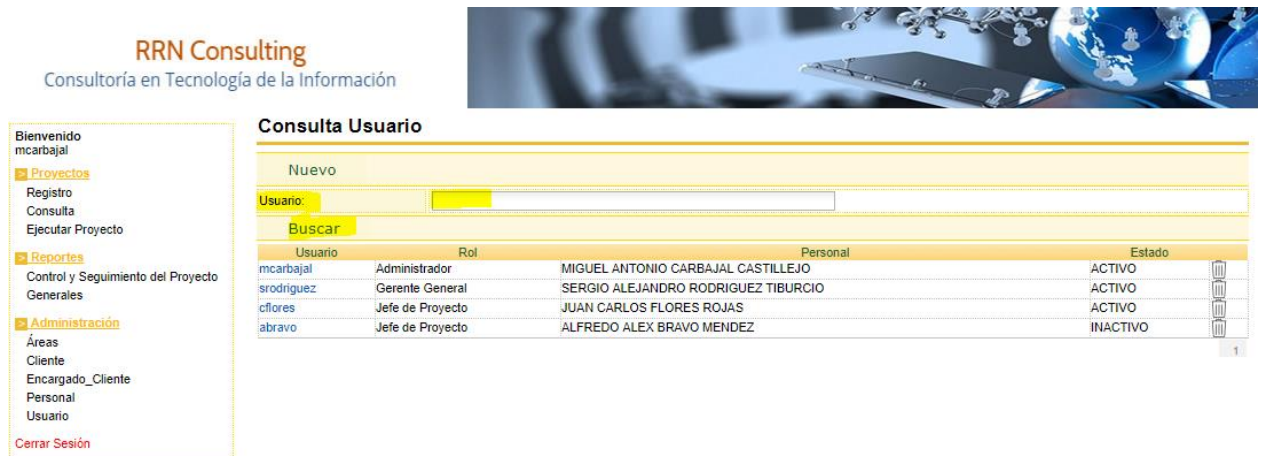 RRN Consulting
Consultoría en Tecnología de la Información
Bienvenido
mcarbajal
Proyectos
Registro
Consulta
Ejecutar Proyecto
Reportes
Control y Seguimiento del Proyecto
Generales
Administración
Áreas
Cliente
Encargado_Cliente
Personal
Usuario
Cerrar Sesión
Consulta Usuario
Nuevo
Usuario:
Buscar
Usuario Rol Personal Estado
mcarbajal Administrador MIGUEL ANTONIO CARBAJAL CASTILLEJO ACTIVO
srodriguez Gerente General SERGIO ALEJANDRO RODRIGUEZ TIBURCIO ACTIVO
cflores Jefe de Proyecto JUAN CARLOS FLORES ROJAS ACTIVO
abravo Jefe de Proyecto ALFREDO ALEX BRAVO MENDEZ INACTIVO
1